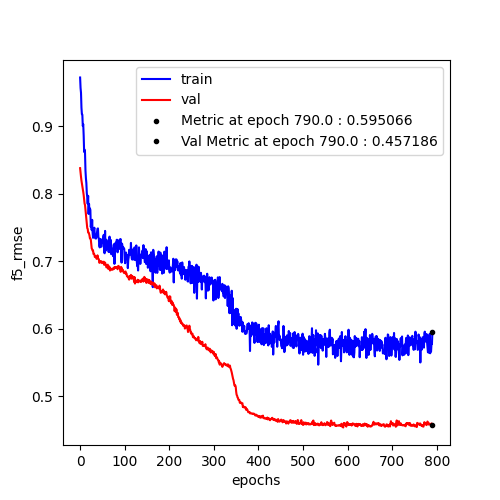 train
val
Metric at epoch 790.0 : 0.595066
Val Metric at epoch 790.0 : 0.457186
0.9
0.8
0.7
0.6
0.5
f5_rmse
0 100 200 300 400 500 600 700 800
epochs